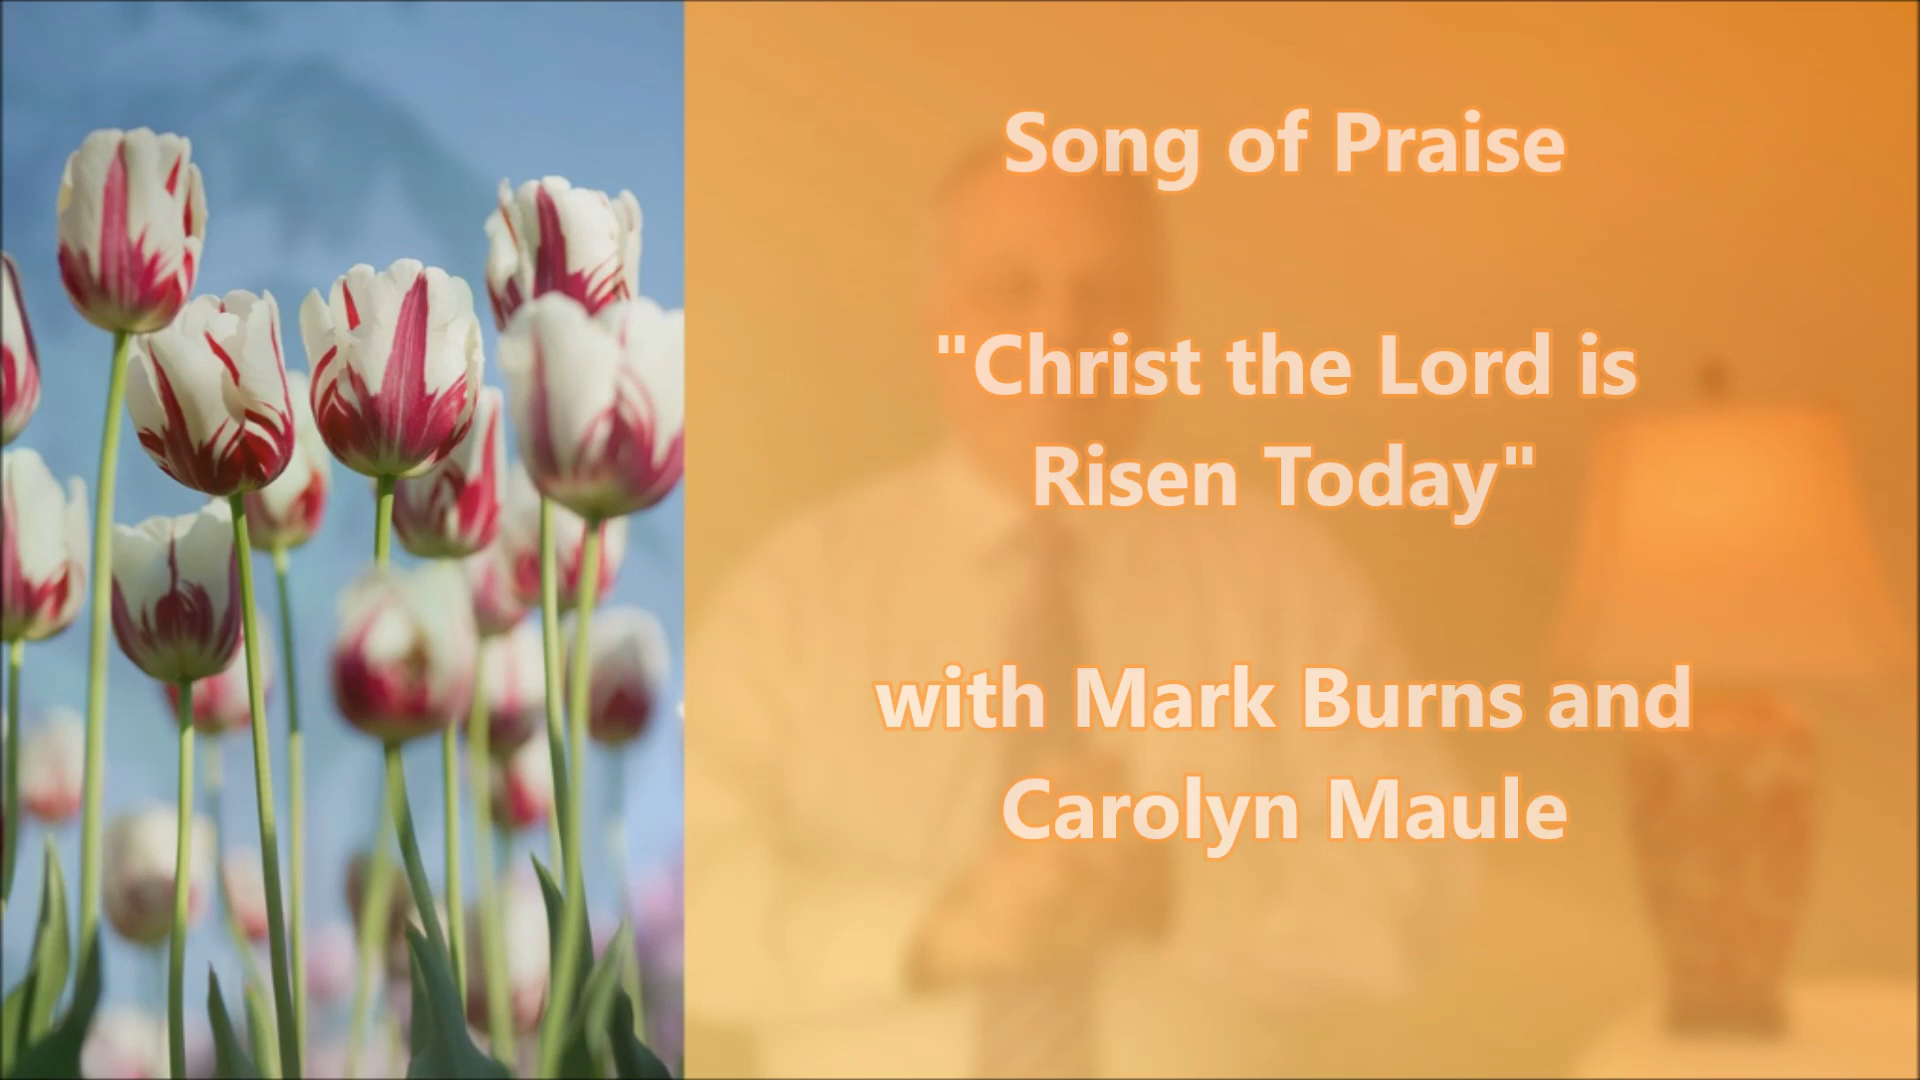 Song of Praise
"Christ the Lord is
Risen Today"
with Mark Burns and
Carolyn Maule